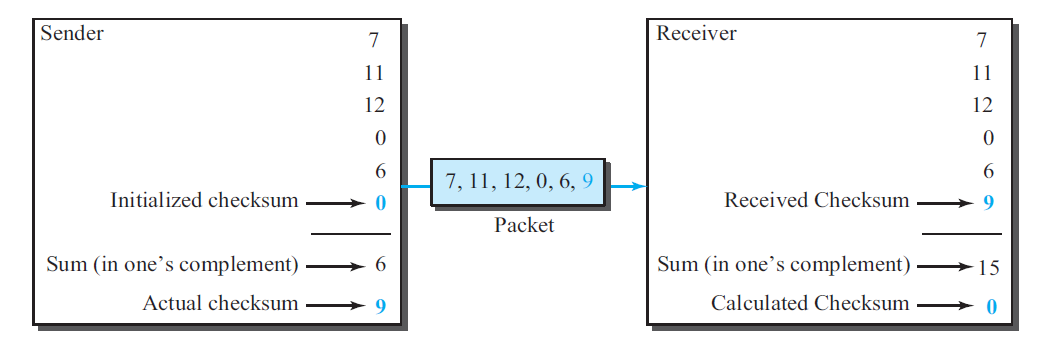 Sender
7
11
12
0
6
Initialized checksum 0
Sum (in one’s complement) 6
Actual checksum 9
7, 11, 12, 0, 6, 9
Packet
Receiver
7
11
12
0
6
Received Checksum 9
Sum (in one’s complement) 15
Calculated Checksum 0